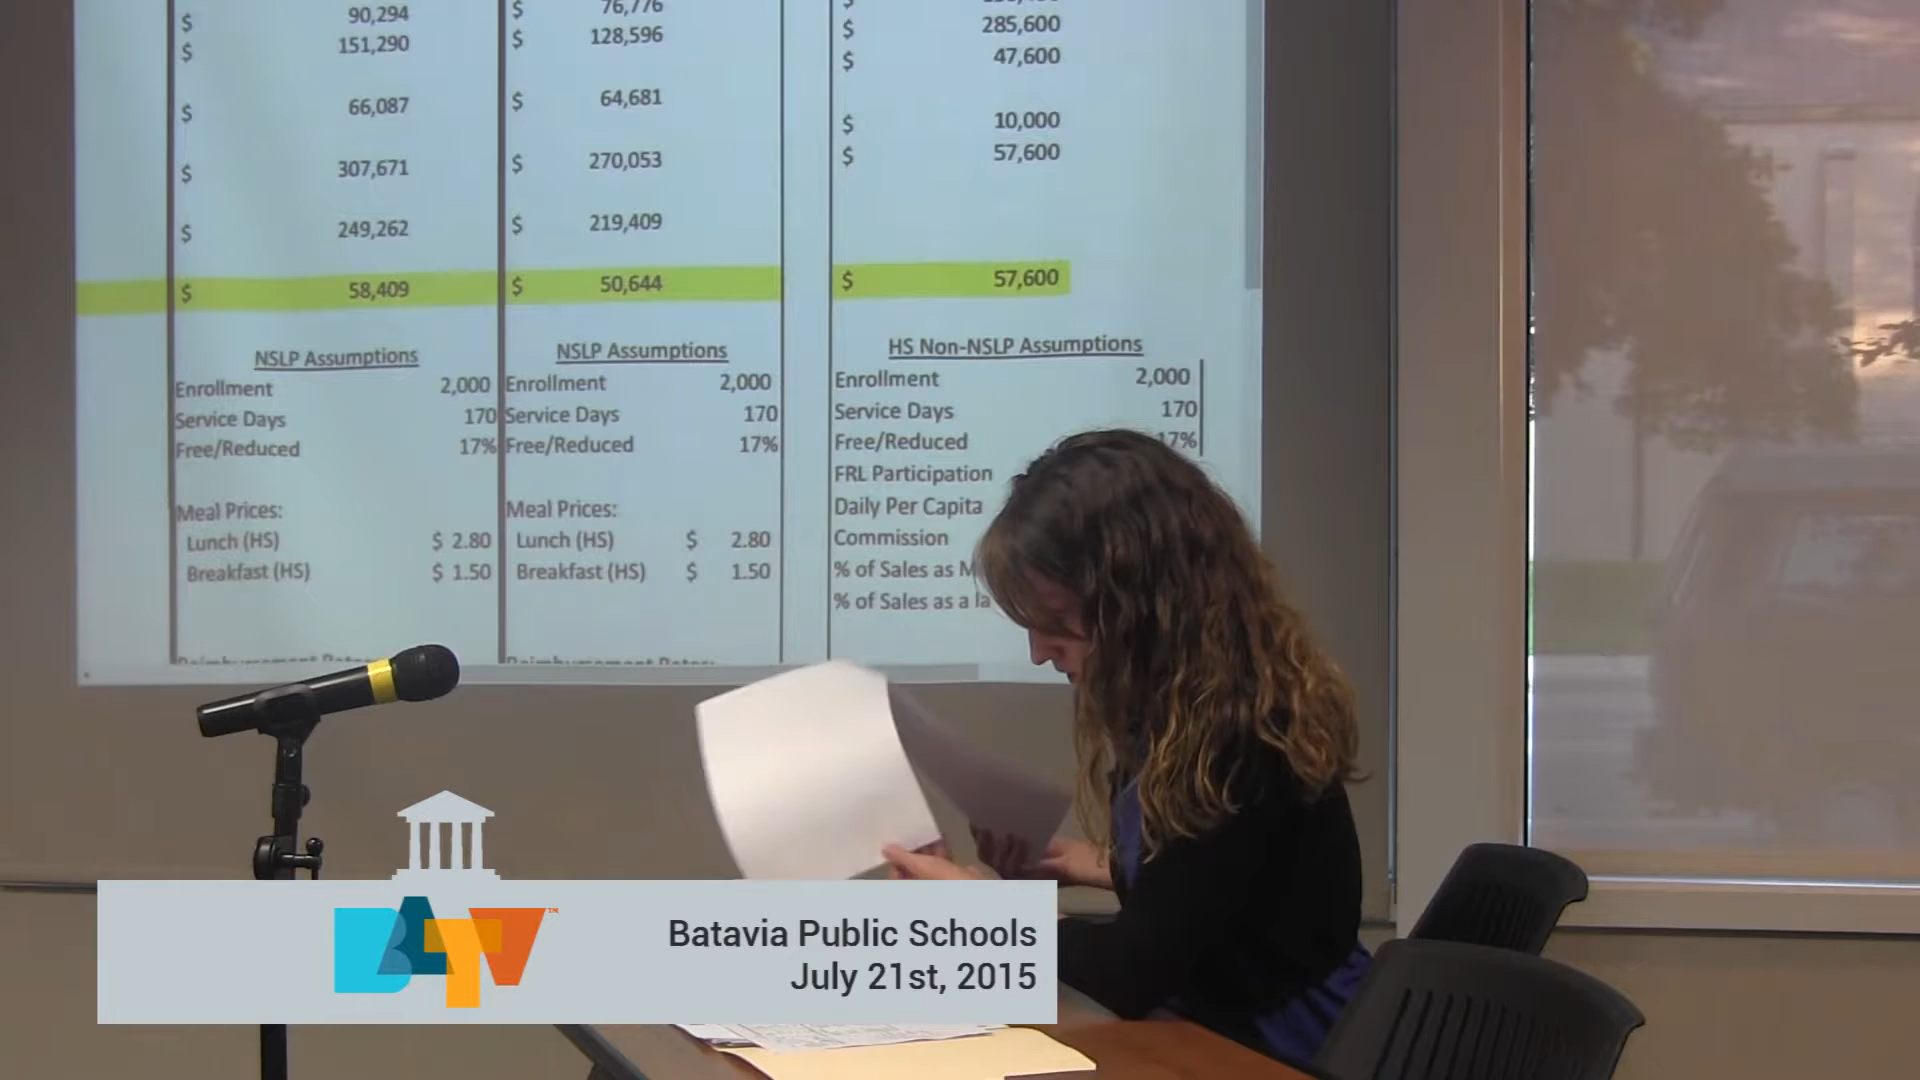 $ 90,294 $ 76,776 $
$ 151,290 $ 128,596 $ 285,600
$ 47,600
$ 66,087 $ 64,681 $ 10,000
$ 307,671 $ 270,053 $ 57,600
$ 249,262 $ 219,409
$ 58,409 $ 50,644 $ 57,600
NSLP Assumptions NSLP Assumptions HS Non-NSLP Assumptions
Enrollment 2,000 Enrollment 2,000 Enrollment 2,000
Service Days 170 Service Days 170 Service Days 170
Free/Reduced 17% Free/Reduced 17% Free/Reduced 17%
FRL Participation
Meal Prices: Meal Prices: Daily Per Capita
Lunch (HS) $ 2.80 Lunch (HS) $ 2.80 Commission
Breakfast (HS) $ 1.50 Breakfast (HS) $ 1.50 % of Sales as M
% of Sales as a la
BATV™
Batavia Public Schools
July 21st, 2015